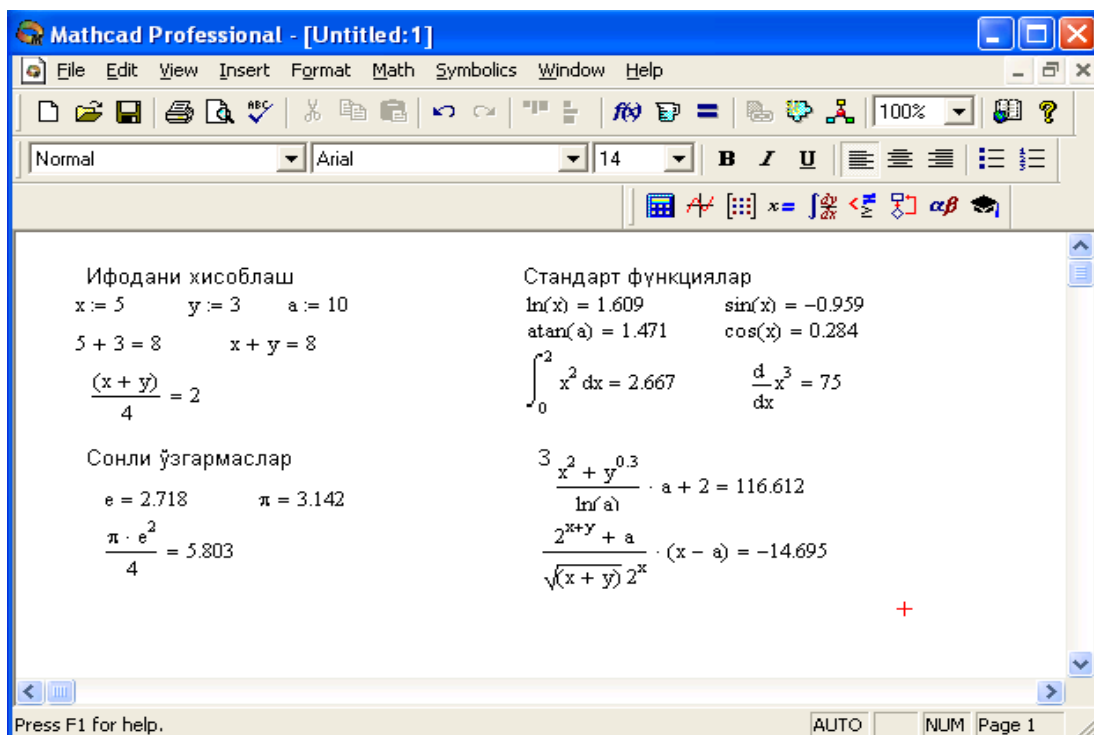 Mathcad Professional - [Untitled:1]
File Edit View Insert Format Math Symbolics Window Help
100%
Normal Arial 14 B I U
Ифодани хисоблаш
x := 5 y := 3 a := 10
5 + 3 = 8 x + y = 8
(x + y)/4 = 2
Сонли ўзгармаслар
e = 2.718 π = 3.142
π · e^2/4 = 5.803
Стандарт функциялар
ln(x) = 1.609 sin(x) = −0.959
atan(a) = 1.471 cos(x) = 0.284
∫_0^2 x^2 dx = 2.667 d/dx x^3 = 75
3 (x^2 + y^0.3)/ln(a) · a + 2 = 116.612
(2^(x+y) + a)/(√(x + y) 2^x) · (x − a) = −14.695
Press F1 for help. AUTO NUM Page 1